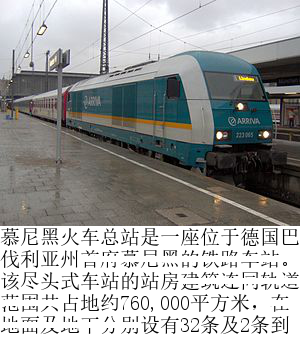 ARRIVA
Lindau
ARRIVA
223 065
慕尼黑火车总站是一座位于德国巴
伐利亚州首府慕尼黑的铁路车站。
该尽头式车站的站房建筑连同轨道
范围共占地约760,000平方米，在
地面及地下分别设有32条及2条到